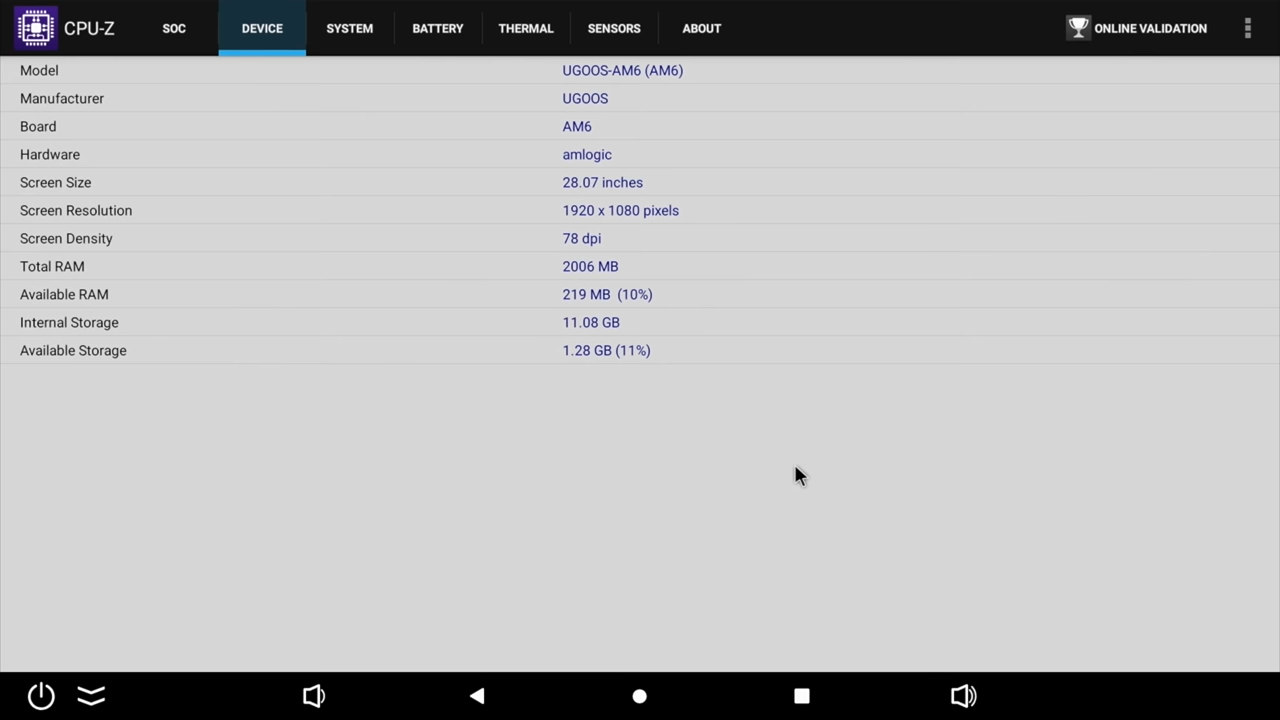 CPU-Z SOC DEVICE SYSTEM BATTERY THERMAL SENSORS ABOUT ONLINE VALIDATION
Model UGOOS-AM6 (AM6)
Manufacturer UGOOS
Board AM6
Hardware amlogic
Screen Size 28.07 inches
Screen Resolution 1920 x 1080 pixels
Screen Density 78 dpi
Total RAM 2006 MB
Available RAM 219 MB (10%)
Internal Storage 11.08 GB
Available Storage 1.28 GB (11%)